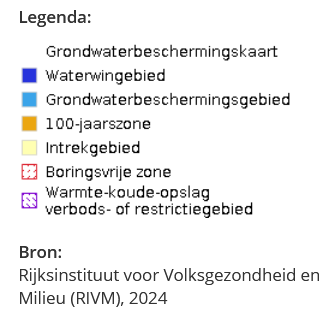 Legenda:
Grondwaterbeschermingskaart
Waterwingebied
Grondwaterbeschermingsgebied
100-jaarszone
Intrekgebied
Boringsvrije zone
Warmte-koude-opslag
verbods- of restrictiegebied
Bron:
Rijksinstituut voor Volksgezondheid en
Milieu (RIVM), 2024